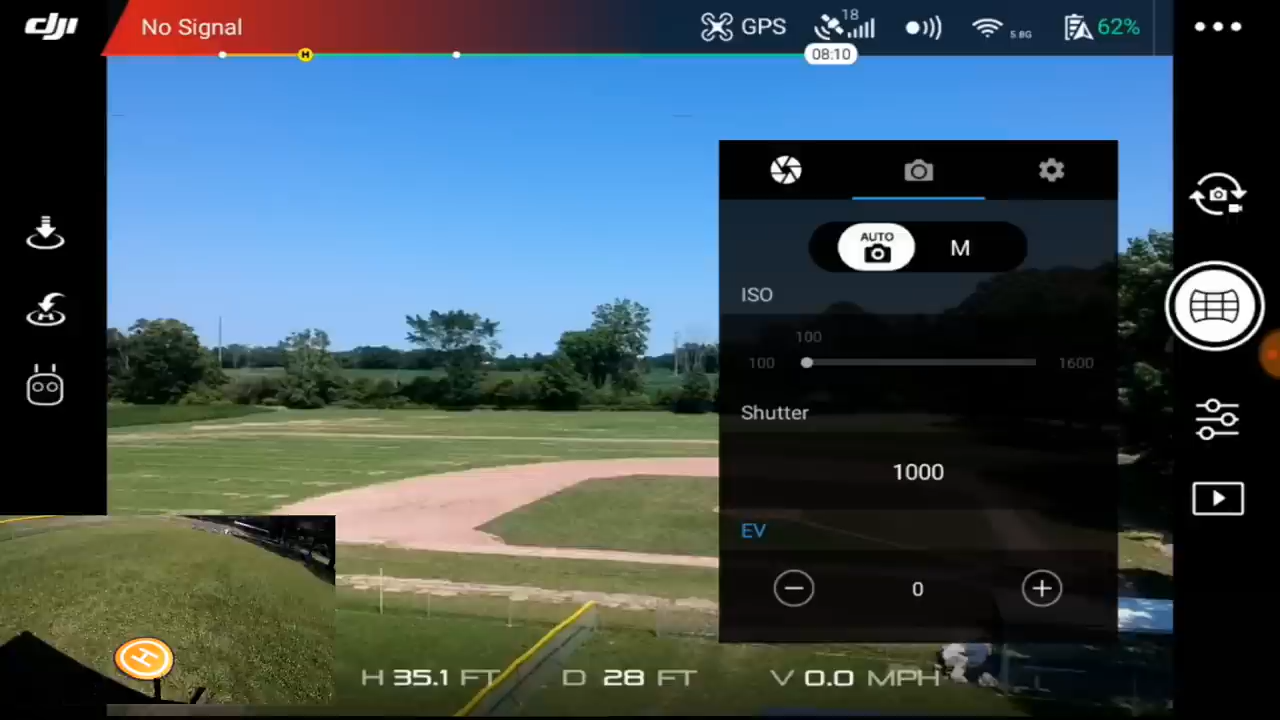 dji No Signal GPS 18 5.8G 62%
H 08:10
AUTO M
ISO
100
100 1600
Shutter
1000
EV
0
H
H 35.1 FT D 28 FT V 0.0 MPH